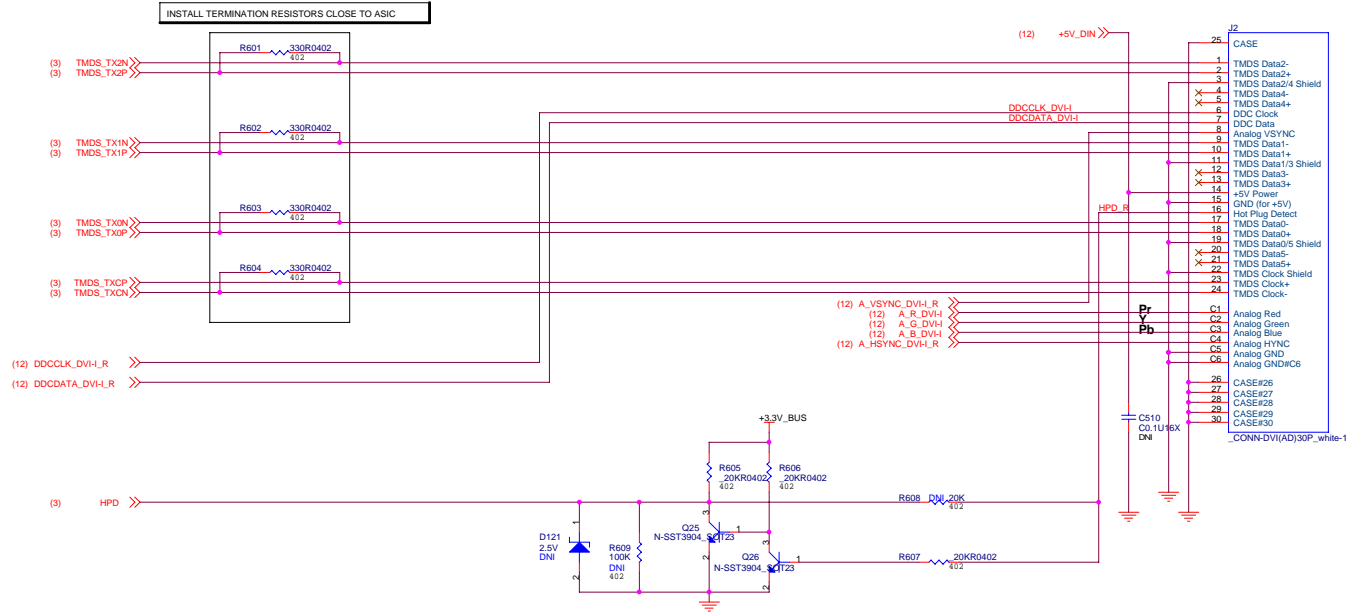 INSTALL TERMINATION RESISTORS CLOSE TO ASIC
J2
(12) +5V_DIN
25 CASE
R601 330R0402
402
(3) TMDS_TX2N
(3) TMDS_TX2P
1 TMDS Data2-
2 TMDS Data2+
3 TMDS Data2/4 Shield
4 TMDS Data4-
5 TMDS Data4+
DDCCLK_DVI-I
6 DDC Clock
DDCDATA_DVI-I
7 DDC Data
8 Analog VSYNC
R602 330R0402
402
(3) TMDS_TX1N
(3) TMDS_TX1P
9 TMDS Data1-
10 TMDS Data1+
11 TMDS Data1/3 Shield
12 TMDS Data3-
13 TMDS Data3+
14 +5V Power
15 GND (for +5V)
HPD_R
16 Hot Plug Detect
R603 330R0402
402
(3) TMDS_TX0N
(3) TMDS_TX0P
17 TMDS Data0-
18 TMDS Data0+
19 TMDS Data0/5 Shield
20 TMDS Data5-
21 TMDS Data5+
22 TMDS Clock Shield
R604 330R0402
402
(3) TMDS_TXCP
(3) TMDS_TXCN
23 TMDS Clock+
24 TMDS Clock-
(12) A_VSYNC_DVI-I_R
(12) A_R_DVI-I
(12) A_G_DVI-I
(12) A_B_DVI-I
(12) A_HSYNC_DVI-I_R
Pr
Y
Pb
C1 Analog Red
C2 Analog Green
C3 Analog Blue
C4 Analog HYNC
C5 Analog GND
C6 Analog GND#C6
(12) DDCCLK_DVI-I_R
(12) DDCDATA_DVI-I_R
26 CASE#26
27 CASE#27
28 CASE#28
29 CASE#29
30 CASE#30
_CONN-DVI(AD)30P_white-1
C510
C0.1U16X
DNI
+3.3V_BUS
R605
_20KR0402
402
R606
_20KR0402
402
(3) HPD
R608 DNI 20K
402
D121
2.5V
DNI
1
2
R609
100K
DNI
402
Q25
N-SST3904_SOT23
3
1
2
Q26
N-SST3904_SOT23
3
1
2
R607 _20KR0402
402